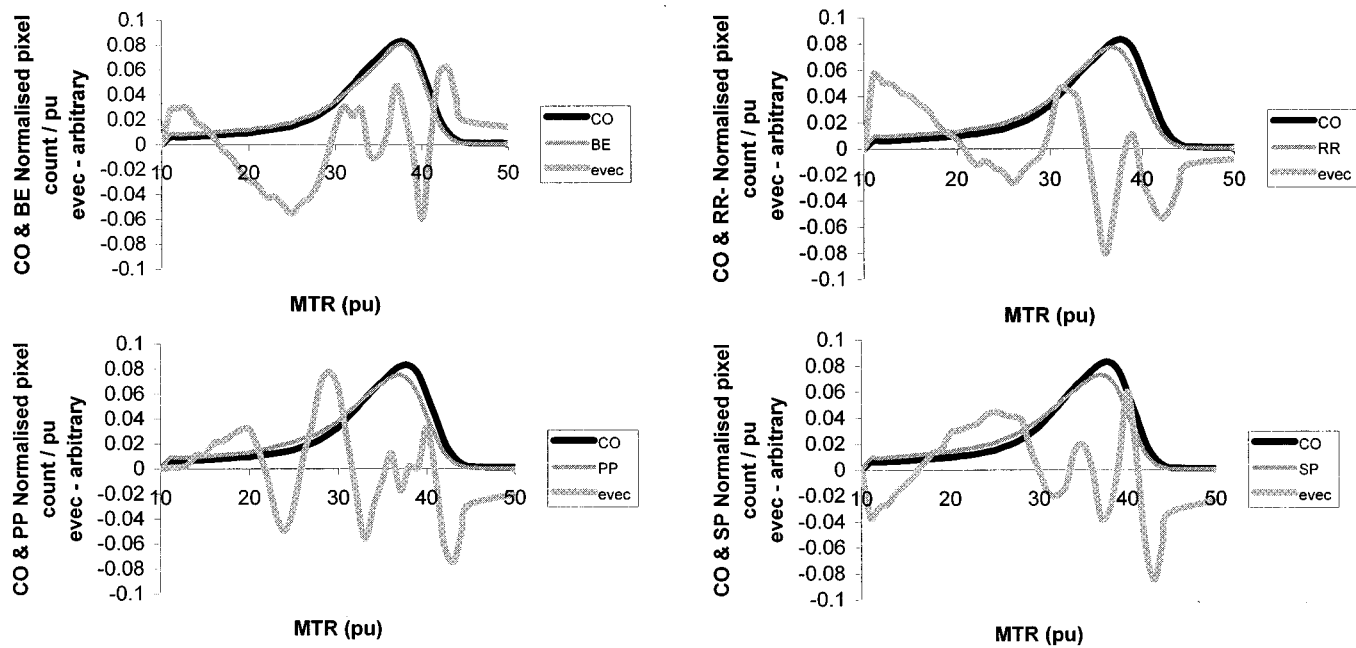 CO & BE Normalised pixel
count / pu
evec - arbitrary
0.1
0.08
0.06
0.04
0.02
0
-0.02
-0.04
-0.06
-0.08
-0.1
10
20
30
40
50
MTR (pu)
CO
BE
evec
CO & RR- Normalised pixel
count / pu
evec - arbitrary
0.1
0.08
0.06
0.04
0.02
0
-0.02
-0.04
-0.06
-0.08
-0.1
10
20
30
40
50
MTR (pu)
CO
RR
evec
CO & PP Normalised pixel
count / pu
evec - arbitrary
0.1
0.08
0.06
0.04
0.02
0
-0.02
-0.04
-0.06
-0.08
-0.1
10
20
30
40
50
MTR (pu)
CO
PP
evec
CO & SP Normalised pixel
count / pu
evec - arbitrary
0.1
0.08
0.06
0.04
0.02
0
-0.02
-0.04
-0.06
-0.08
-0.1
10
20
30
40
50
MTR (pu)
CO
SP
evec